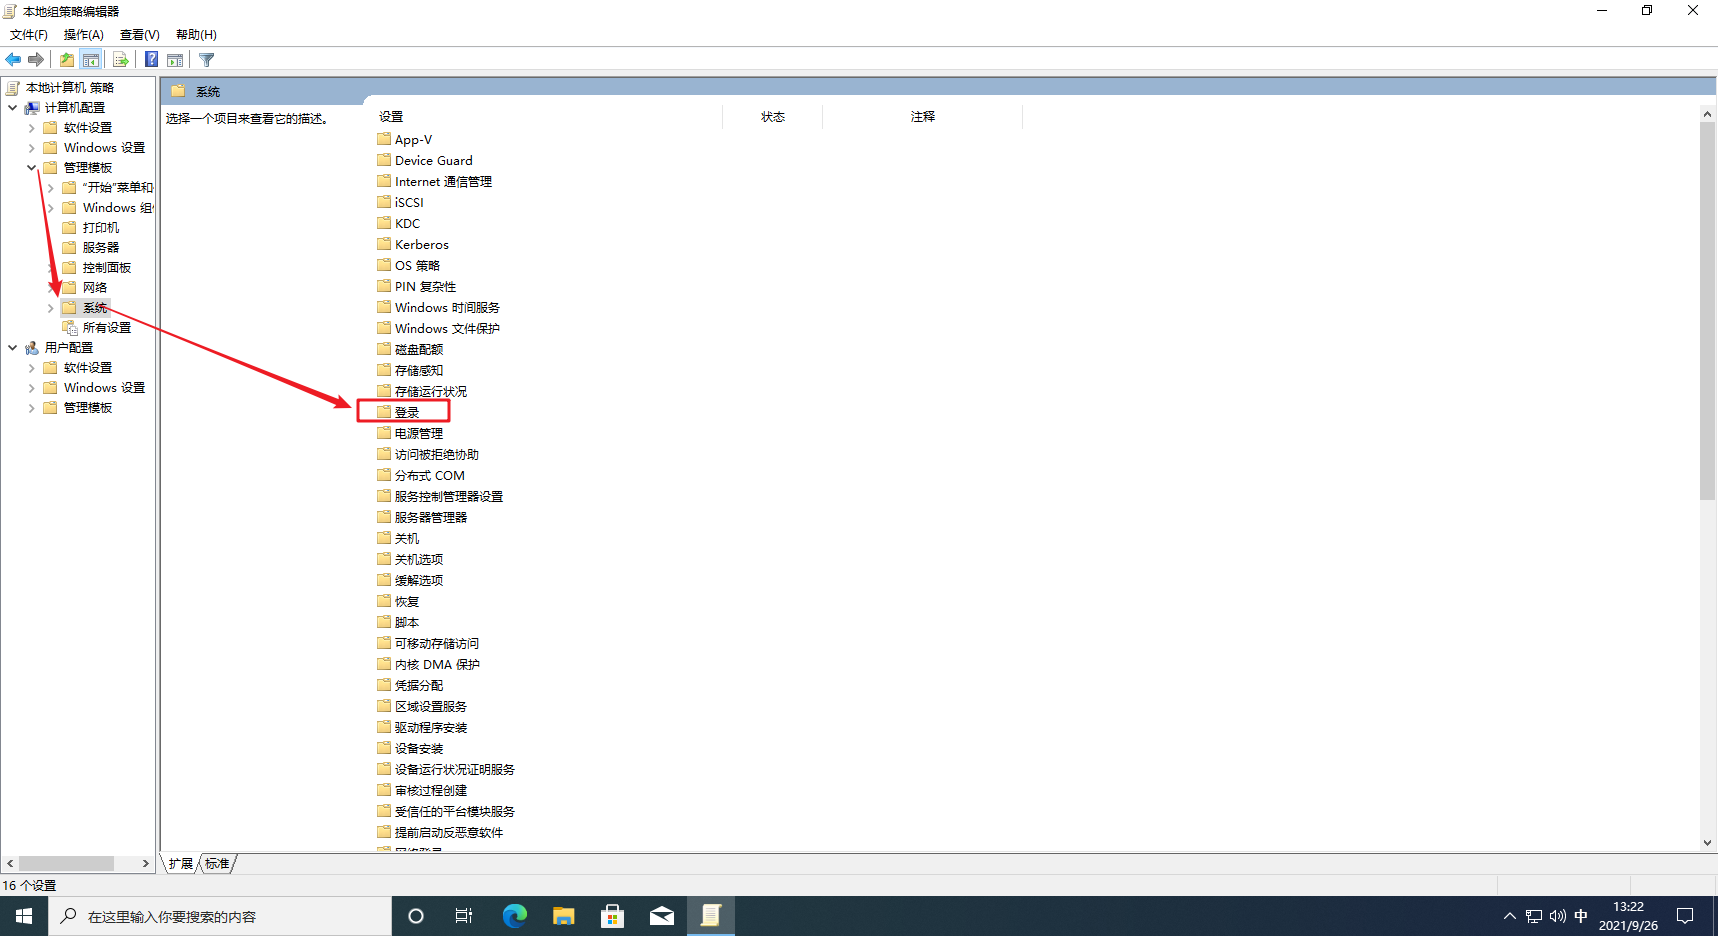 本地组策略编辑器
文件(F) 操作(A) 查看(V) 帮助(H)
本地计算机 策略
计算机配置
软件设置
Windows 设置
管理模板
"开始"菜单和
Windows 组
打印机
服务器
控制面板
网络
系统
所有设置
用户配置
软件设置
Windows 设置
管理模板
系统
选择一个项目来查看它的描述。
设置 状态 注释
App-V
Device Guard
Internet 通信管理
iSCSI
KDC
Kerberos
OS 策略
PIN 复杂性
Windows 时间服务
Windows 文件保护
磁盘配额
存储感知
存储运行状况
登录
电源管理
访问被拒绝协助
分布式 COM
服务控制管理器设置
服务器管理器
关机
关机选项
缓解选项
恢复
脚本
可移动存储访问
内核 DMA 保护
凭据分配
区域设置服务
驱动程序安装
设备安装
设备运行状况证明服务
审核过程创建
受信任的平台模块服务
提前启动反恶意软件
扩展 标准
16 个设置
在这里输入你要搜索的内容
中
13:22
2021/9/26